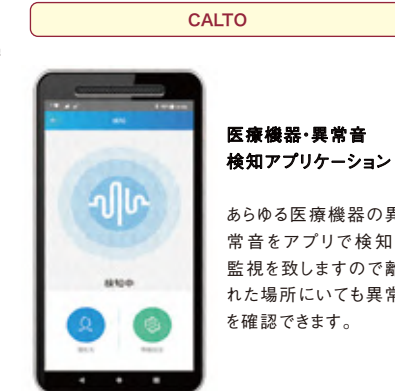 CALTO
医療機器・異常音
検知アプリケーション
あらゆる医療機器の異
常音をアプリで検知
監視を致しますので離
れた場所にいても異常
を確認できます。
検知中